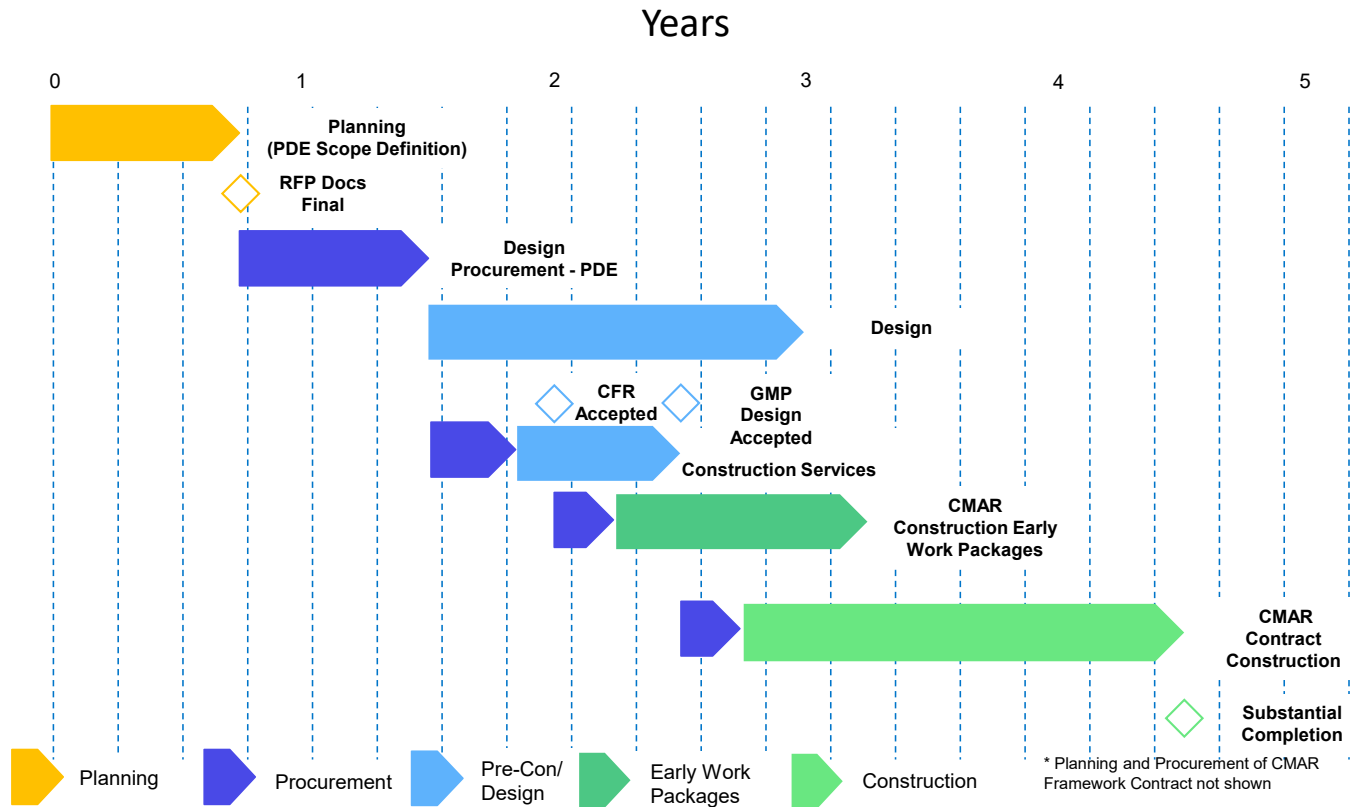 Years
0 1 2 3 4 5
Planning
(PDE Scope Definition)
RFP Docs
Final
Design
Procurement - PDE
Design
CFR
Accepted
GMP
Design
Accepted
Construction Services
CMAR
Construction Early
Work Packages
CMAR
Contract
Construction
Substantial
Completion
Planning
Procurement
Pre-Con/
Design
Early Work
Packages
Construction
* Planning and Procurement of CMAR
Framework Contract not shown